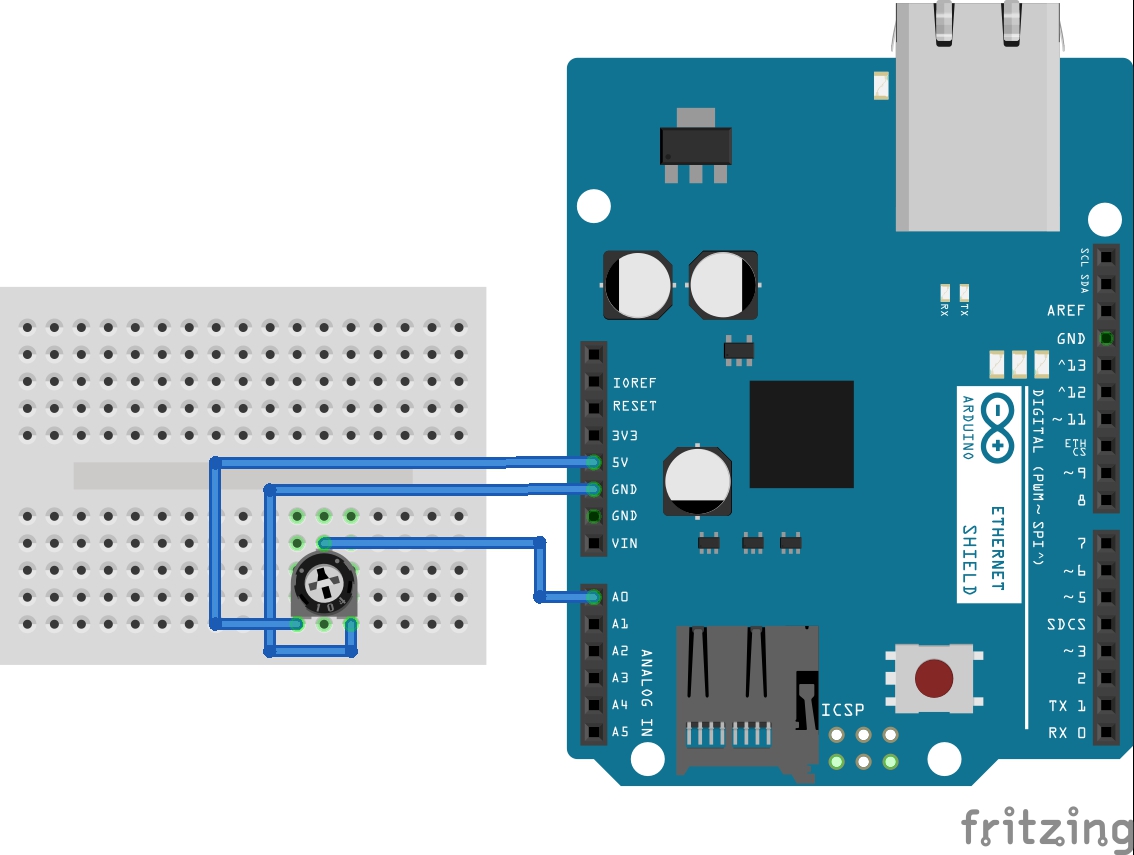 SCL
SDA
RX
TX
AREF
GND
^13
^12
~11
ETH
CS
~9
8
IOREF
RESET
3V3
5V
GND
GND
VIN
ARDUINO
ETHERNET
SHIELD
DIGITAL (PWM~ SPI^)
7
~6
~5
SDCS
~3
2
TX 1
RX 0
104
A0
A1
A2
A3
A4
A5
ANALOG IN
ICSP
fritzing